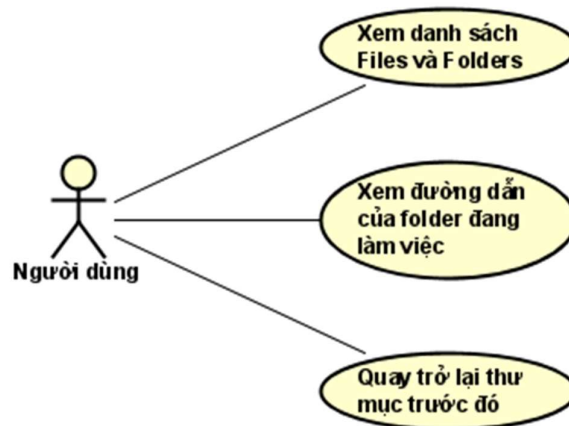 Xem danh sách
Files và Folders
Xem đường dẫn
của folder đang
làm việc
Người dùng
Quay trở lại thư
mục trước đó